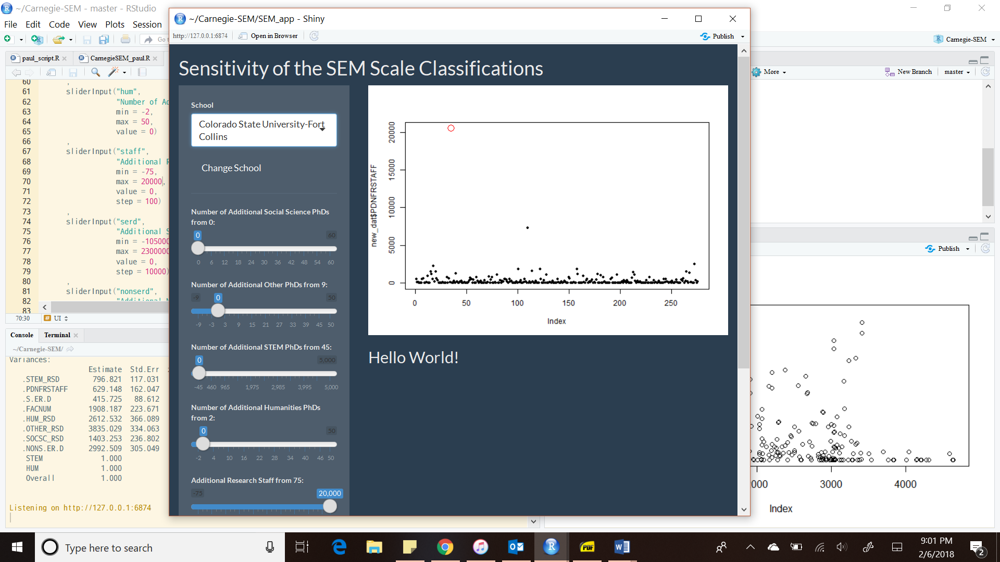 ~/Carnegie-SEM - master - RStudio
File Edit Code View Plots Session
Go t
Carnegie-SEM
paul_script.R
CarnegieSEM_paul.R
60 ,
61 sliderInput("hum",
62 "Number of Ad
63 min = -2,
64 max = 50,
65 value = 0)
66 ,
67 sliderInput("staff",
68 "Additional R
69 min = -75,
70 max = 20000,
71 value = 0,
72 step = 100)
73 ,
74 sliderInput("serd",
75 "Additional S
76 min = -105000
77 max = 2300000
78 value = 0,
79 step = 10000)
80 ,
81 sliderInput("nonserd",
82 "Additional N
83
70:30 # UI
Console Terminal
~/Carnegie-SEM/
Variances:
Estimate Std.Err
.STEM_RSD 796.821 117.031
.PDNFRSTAFF 629.148 162.047
.S.ER.D 415.725 88.612
.FACNUM 1908.187 223.671
.HUM_RSD 2612.532 366.089
.OTHER_RSD 3835.029 334.063
.SOCSC_RSD 1403.253 236.802
.NONS.ER.D 2992.509 305.049
STEM 1.000
HUM 1.000
Overall 1.000
Listening on http://127.0.0.1:6874
~/Carnegie-SEM/SEM_app - Shiny
http://127.0.0.1:6874 Open in Browser Publish
Sensitivity of the SEM Scale Classifications
School
Colorado State University-Fort
Collins
Change School
Number of Additional Social Science PhDs
from 0:
0 60
0 6 12 18 24 30 36 42 48 54 60
Number of Additional Other PhDs from 9:
-9 0 50
-9 -3 3 9 15 21 27 33 39 45 50
Number of Additional STEM PhDs from 45:
0 5,000
-45 460 965 1,975 2,985 3,995 5,000
Number of Additional Humanities PhDs
from 2:
0 50
-2 4 10 16 22 28 34 40 46 50
Additional Research Staff from 75:
-75 20,000
new_dat$PDNFRSTAFF
20000
15000
10000
5000
0
0 50 100 150 200 250
Index
Hello World!
More New Branch master
Publish
000 3000 4000
Index
Type here to search
PDF
9:01 PM
2/6/2018
2